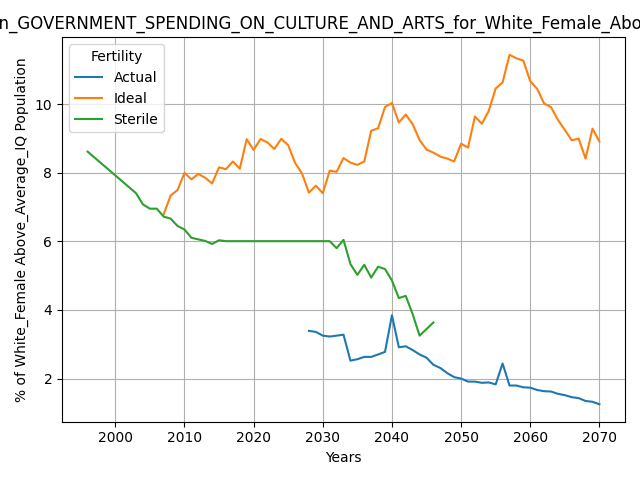 n_GOVERNMENT_SPENDING_ON_CULTURE_AND_ARTS_for_White_Female_Abo
Fertility
Actual
Ideal
Sterile
% of White_Female Above_Average_IQ Population
10
8
6
4
2
2000 2010 2020 2030 2040 2050 2060 2070
Years